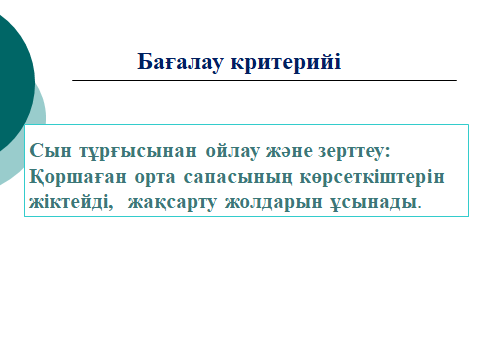 Бағалау критерийі
Сын тұрғысынан ойлау және зерттеу:
Қоршаған орта сапасының көрсеткіштерін
жіктейді, жақсарту жолдарын ұсынады.